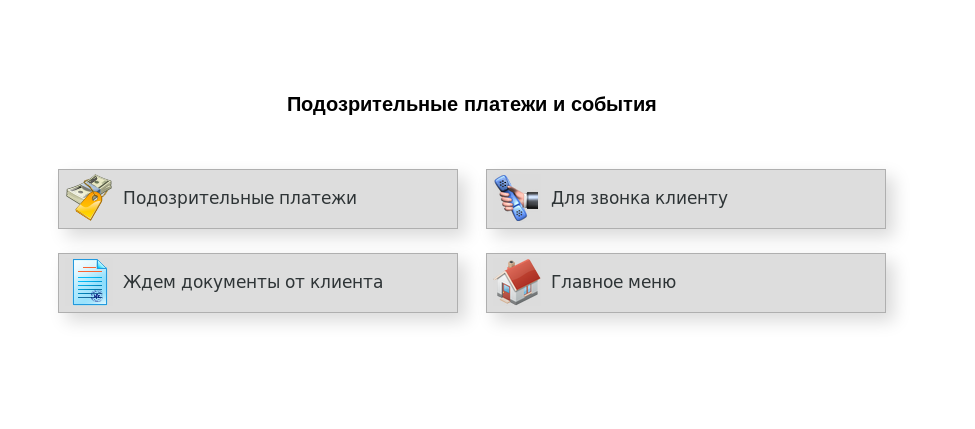 Подозрительные платежи и события
Подозрительные платежи
Для звонка клиенту
Ждем документы от клиента
Главное меню